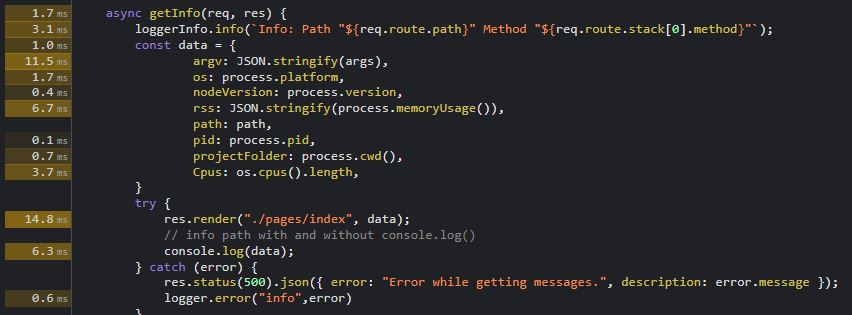 1.7 ms async getInfo(req, res) {
3.1 ms loggerInfo.info(`Info: Path "${req.route.path}" Method "${req.route.stack[0].method}"`);
1.0 ms const data = {
11.5 ms argv: JSON.stringify(args),
1.7 ms os: process.platform,
0.4 ms nodeVersion: process.version,
6.7 ms rss: JSON.stringify(process.memoryUsage()),
path: path,
0.1 ms pid: process.pid,
0.7 ms projectFolder: process.cwd(),
3.7 ms Cpus: os.cpus().length,
}
try {
14.8 ms res.render("./pages/index", data);
// info path with and without console.log()
6.3 ms console.log(data);
} catch (error) {
res.status(500).json({ error: "Error while getting messages.", description: error.message });
0.6 ms logger.error("info",error)
}